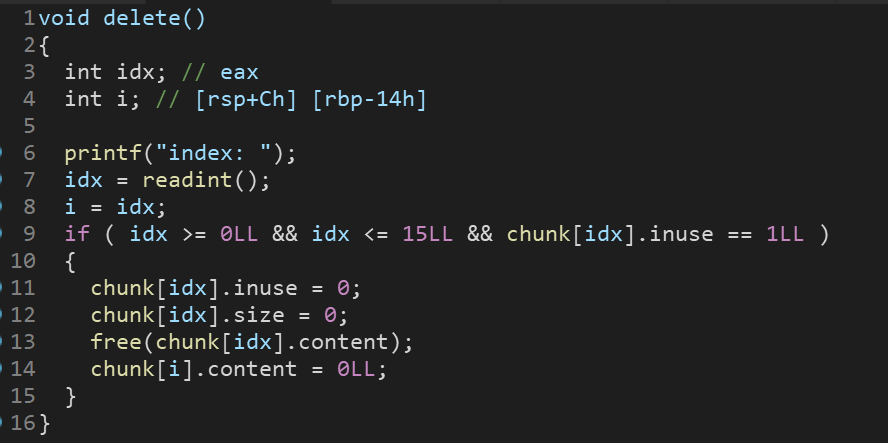 1 void delete()
2 {
3   int idx; // eax
4   int i; // [rsp+Ch] [rbp-14h]
5
6   printf("index: ");
7   idx = readint();
8   i = idx;
9   if ( idx >= 0LL && idx <= 15LL && chunk[idx].inuse == 1LL )
10   {
11     chunk[idx].inuse = 0;
12     chunk[idx].size = 0;
13     free(chunk[idx].content);
14     chunk[i].content = 0LL;
15   }
16 }